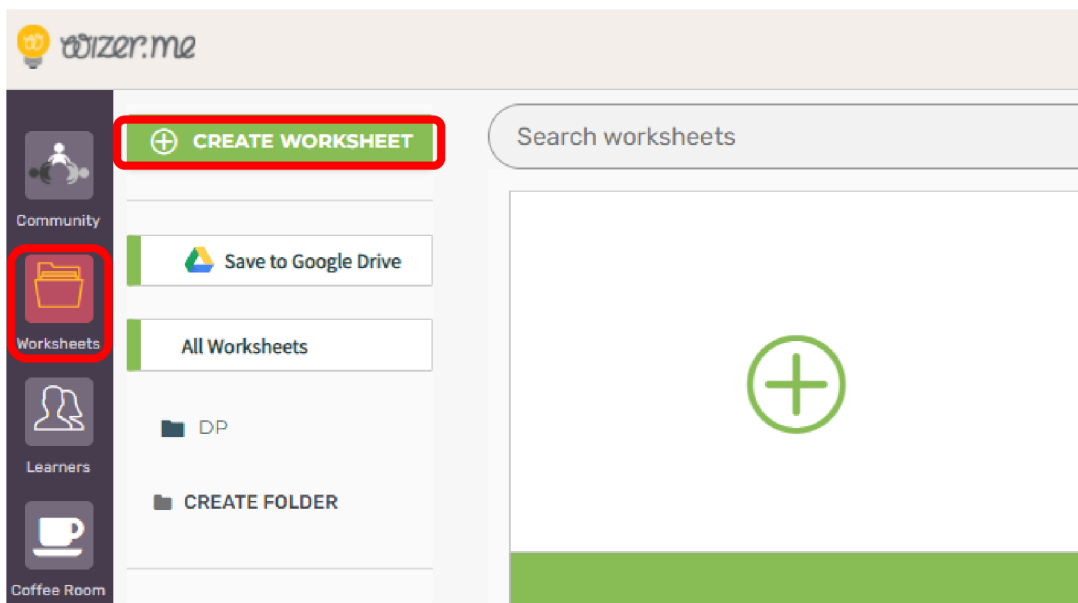 wizer.me
Community
Worksheets
Learners
Coffee Room
CREATE WORKSHEET
Save to Google Drive
All Worksheets
DP
CREATE FOLDER
Search worksheets